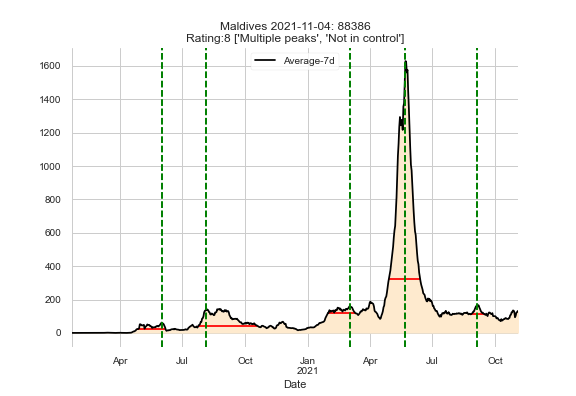 Maldives 2021-11-04: 88386
Rating:8 ['Multiple peaks', 'Not in control']
Average-7d
1600
1400
1200
1000
800
600
400
200
0
Apr Jul Oct Jan Apr Jul Oct
2021
Date